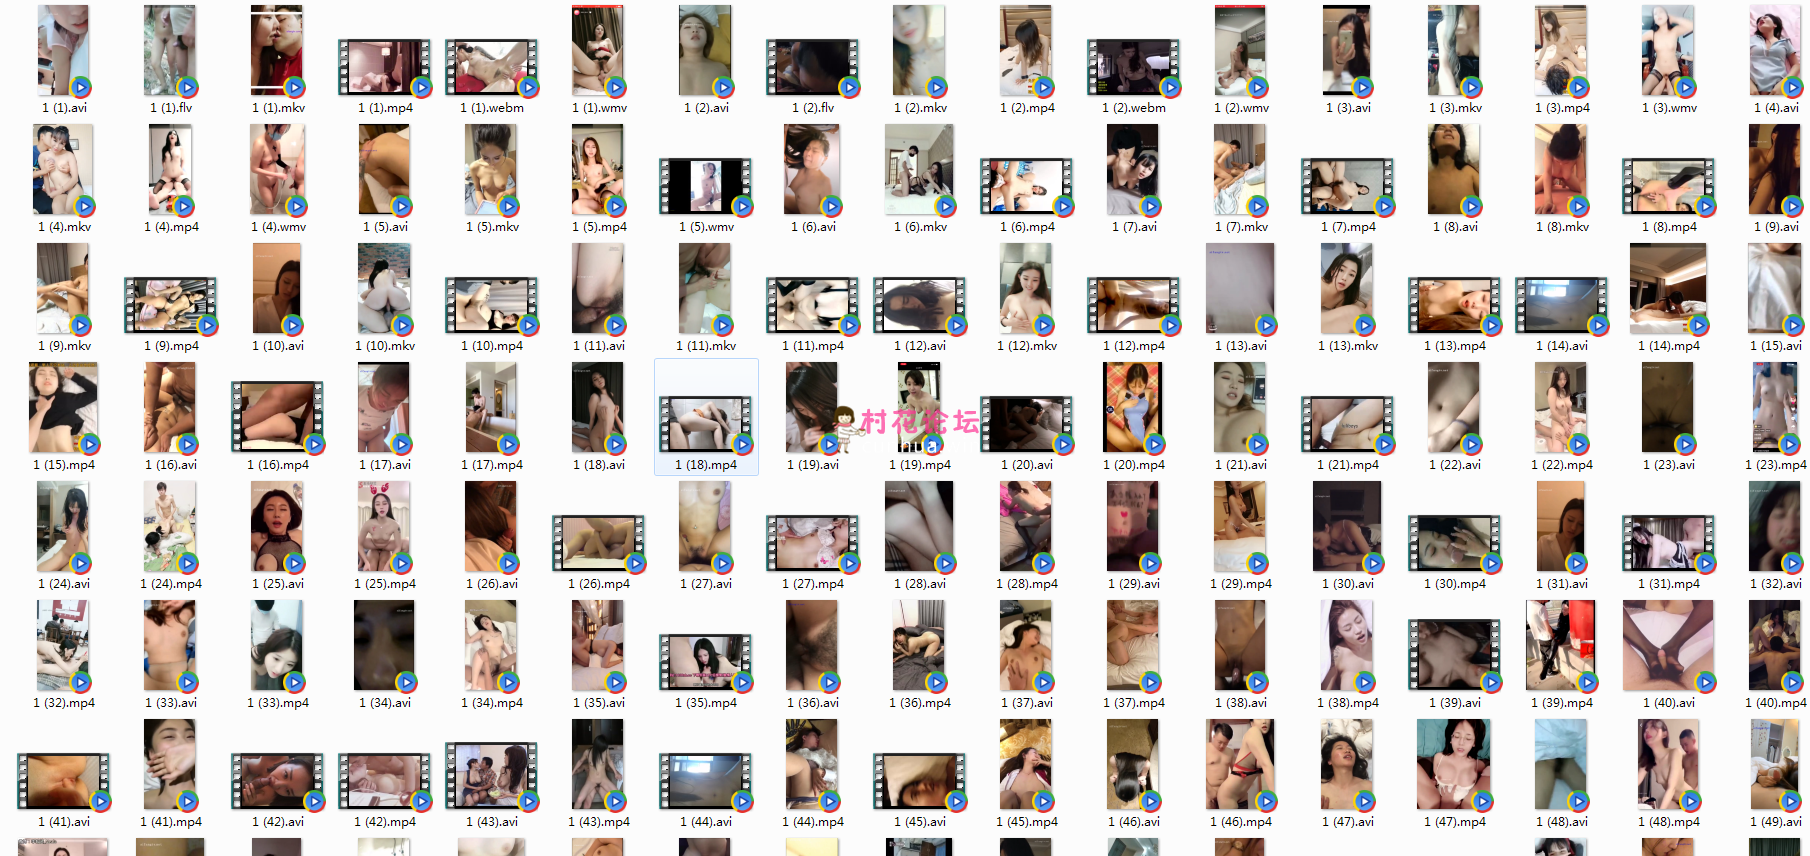 1 (1).avi 1 (1).flv 1 (1).mkv 1 (1).mp4 1 (1).webm 1 (1).wmv 1 (2).avi 1 (2).flv 1 (2).mkv 1 (2).mp4 1 (2).webm 1 (2).wmv 1 (3).avi 1 (3).mkv 1 (3).mp4 1 (3).wmv 1 (4).avi
1 (4).mkv 1 (4).mp4 1 (4).wmv 1 (5).avi 1 (5).mkv 1 (5).mp4 1 (5).wmv 1 (6).avi 1 (6).mkv 1 (6).mp4 1 (7).avi 1 (7).mkv 1 (7).mp4 1 (8).avi 1 (8).mkv 1 (8).mp4 1 (9).avi
1 (9).mkv 1 (9).mp4 1 (10).avi 1 (10).mkv 1 (10).mp4 1 (11).avi 1 (11).mkv 1 (11).mp4 1 (12).avi 1 (12).mkv 1 (12).mp4 1 (13).avi 1 (13).mkv 1 (13).mp4 1 (14).avi 1 (14).mp4 1 (15).avi
村花论坛
1 (15).mp4 1 (16).avi 1 (16).mp4 1 (17).avi 1 (17).mp4 1 (18).avi 1 (18).mp4 1 (19).avi 1 (19).mp4 1 (20).avi 1 (20).mp4 1 (21).avi 1 (21).mp4 1 (22).avi 1 (22).mp4 1 (23).avi 1 (23).mp4
1 (24).avi 1 (24).mp4 1 (25).avi 1 (25).mp4 1 (26).avi 1 (26).mp4 1 (27).avi 1 (27).mp4 1 (28).avi 1 (28).mp4 1 (29).avi 1 (29).mp4 1 (30).avi 1 (30).mp4 1 (31).avi 1 (31).mp4 1 (32).avi
1 (32).mp4 1 (33).avi 1 (33).mp4 1 (34).avi 1 (34).mp4 1 (35).avi 1 (35).mp4 1 (36).avi 1 (36).mp4 1 (37).avi 1 (37).mp4 1 (38).avi 1 (38).mp4 1 (39).avi 1 (39).mp4 1 (40).avi 1 (40).mp4
1 (41).avi 1 (41).mp4 1 (42).avi 1 (42).mp4 1 (43).avi 1 (43).mp4 1 (44).avi 1 (44).mp4 1 (45).avi 1 (45).mp4 1 (46).avi 1 (46).mp4 1 (47).avi 1 (47).mp4 1 (48).avi 1 (48).mp4 1 (49).avi